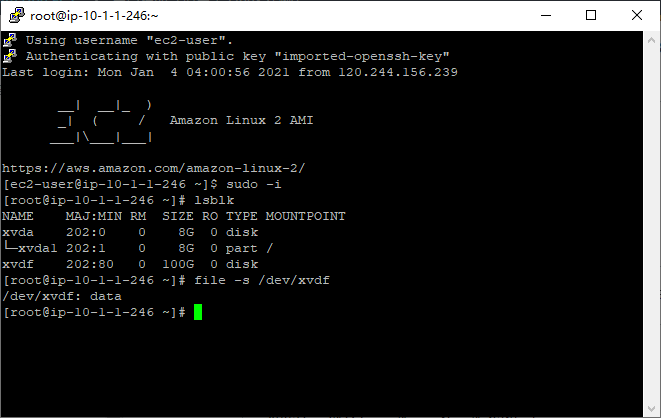 root@ip-10-1-1-246:~
Using username "ec2-user".
Authenticating with public key "imported-openssh-key"
Last login: Mon Jan  4 04:00:56 2021 from 120.244.156.239
       __|  __|_  )
       _|  (     /   Amazon Linux 2 AMI
      ___|\___|___|
https://aws.amazon.com/amazon-linux-2/
[ec2-user@ip-10-1-1-246 ~]$ sudo -i
[root@ip-10-1-1-246 ~]# lsblk
NAME    MAJ:MIN RM  SIZE RO TYPE MOUNTPOINT
xvda    202:0    0    8G  0 disk
└─xvda1 202:1    0    8G  0 part /
xvdf    202:80   0  100G  0 disk
[root@ip-10-1-1-246 ~]# file -s /dev/xvdf
/dev/xvdf: data
[root@ip-10-1-1-246 ~]#